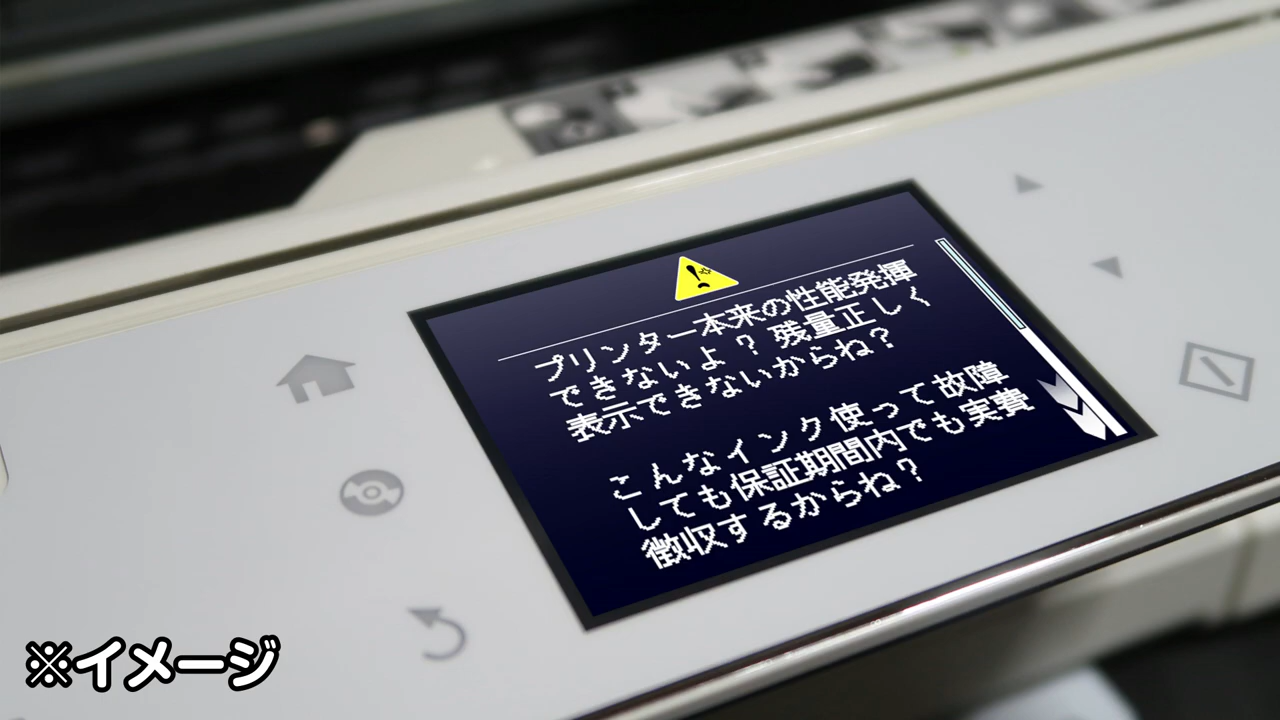 プリンター本来の性能発揮
できないよ？残量正しく
表示できないからね？
こんなインク使って故障
しても保証期間内でも実費
徴収するからね？
※イメージ